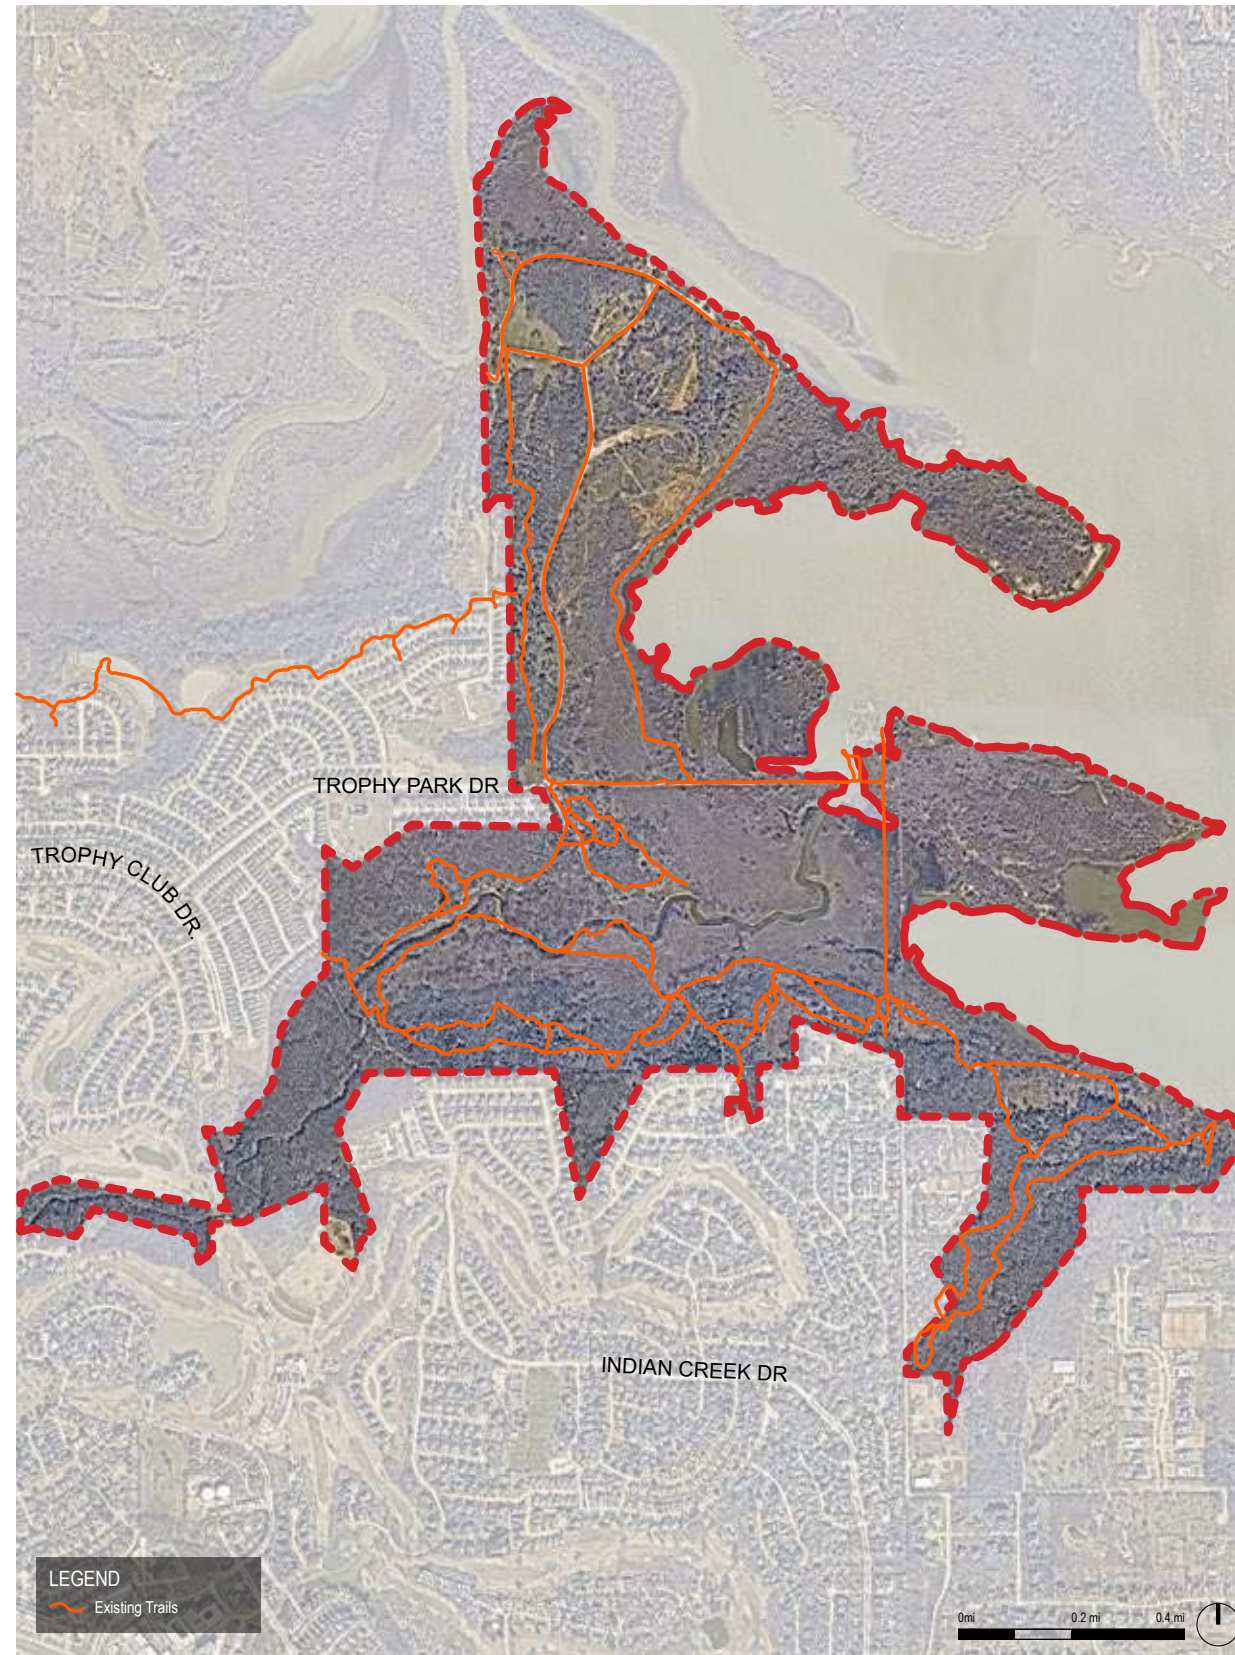 TROPHY PARK DR
TROPHY CLUB DR.
INDIAN CREEK DR
LEGEND
Existing Trails
0mi 0.2 mi 0.4 mi